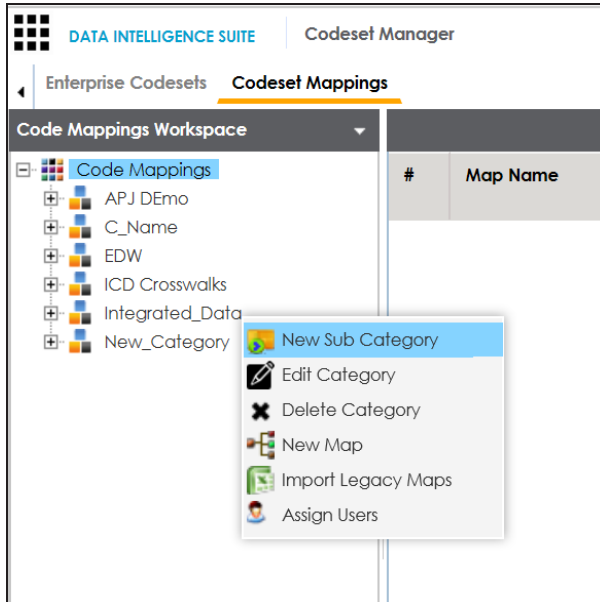 DATA INTELLIGENCE SUITE Codeset Manager
Enterprise Codesets Codeset Mappings
Code Mappings Workspace
# Map Name
Code Mappings
APJ DEmo
C_Name
EDW
ICD Crosswalks
Integrated_Data
New_Category
New Sub Category
Edit Category
Delete Category
New Map
Import Legacy Maps
Assign Users